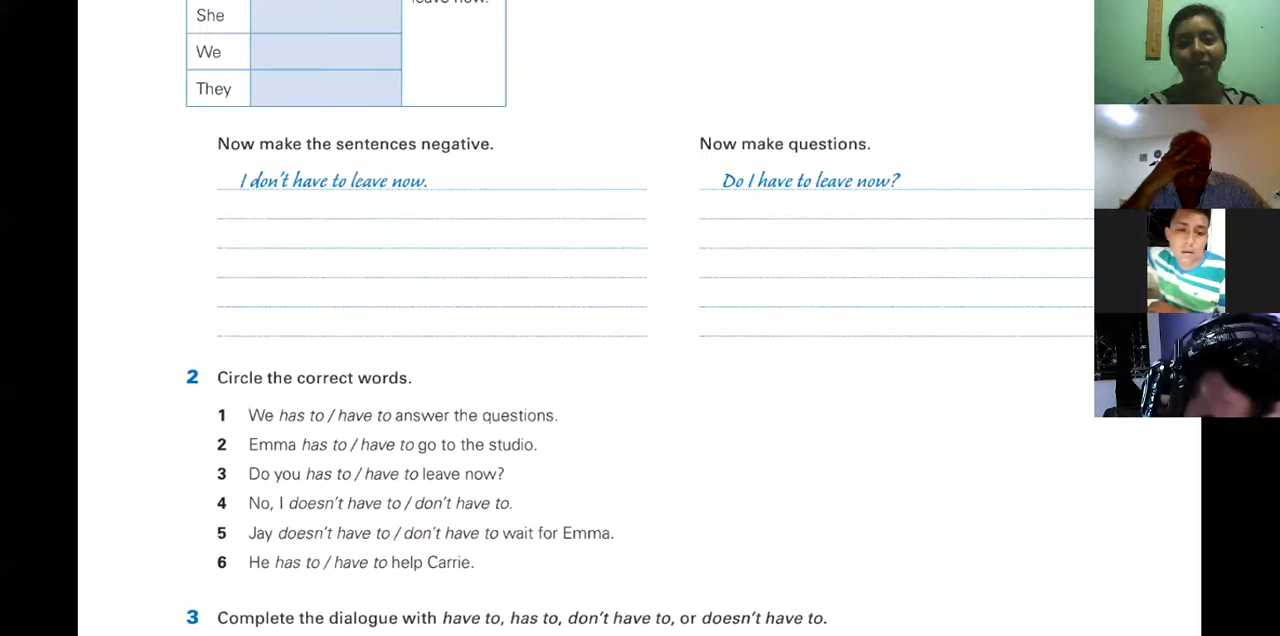 leave now.
She
We
They
Now make the sentences negative.
I don't have to leave now.
Now make questions.
Do I have to leave now?
2 Circle the correct words.
1 We has to / have to answer the questions.
2 Emma has to / have to go to the studio.
3 Do you has to / have to leave now?
4 No, I doesn't have to / don't have to.
5 Jay doesn't have to / don't have to wait for Emma.
6 He has to / have to help Carrie.
3 Complete the dialogue with have to, has to, don't have to, or doesn't have to.